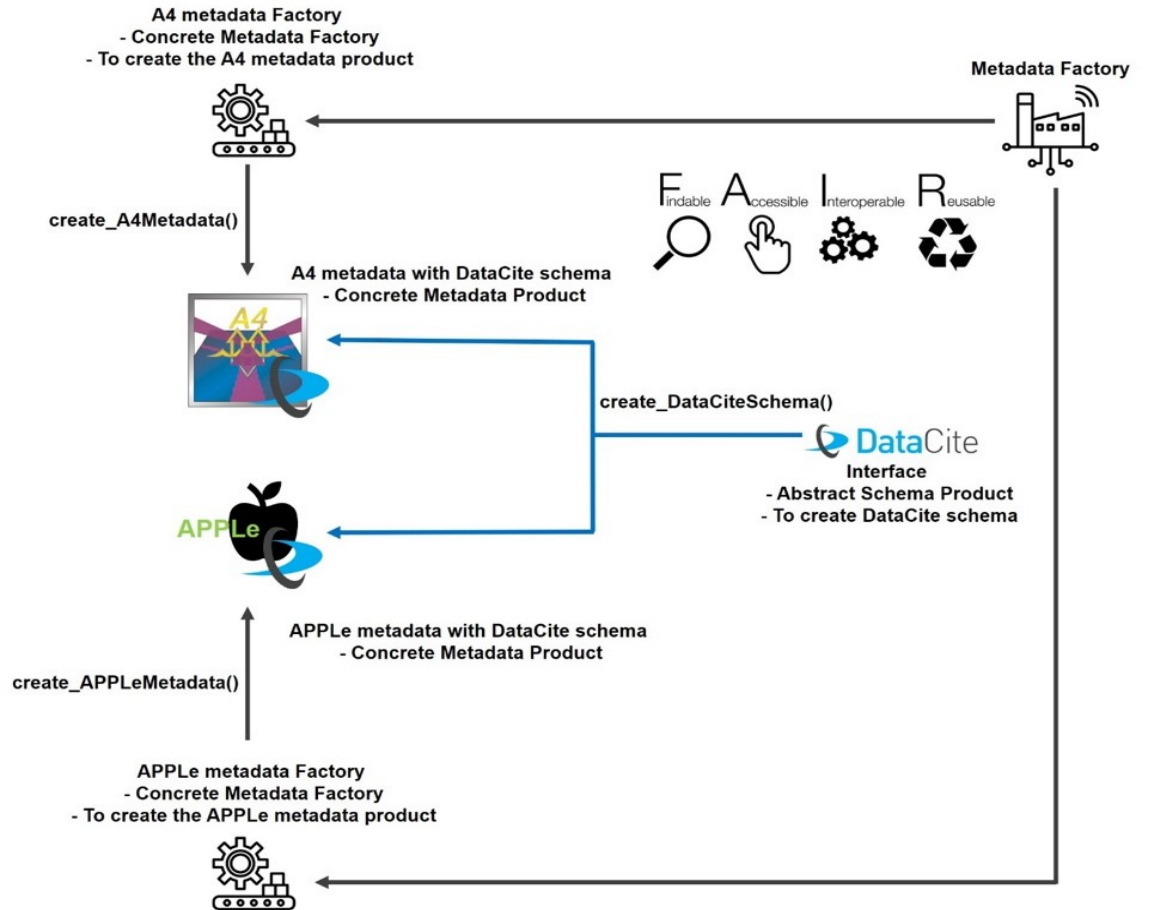 A4 metadata Factory
- Concrete Metadata Factory
- To create the A4 metadata product
Metadata Factory
Findable Accessible Interoperable Reusable
create_A4Metadata()
A4 metadata with DataCite schema
- Concrete Metadata Product
A4
create_DataCiteSchema()
DataCite
Interface
- Abstract Schema Product
- To create DataCite schema
APPLe
APPLe metadata with DataCite schema
- Concrete Metadata Product
create_APPLeMetadata()
APPLe metadata Factory
- Concrete Metadata Factory
- To create the APPLe metadata product